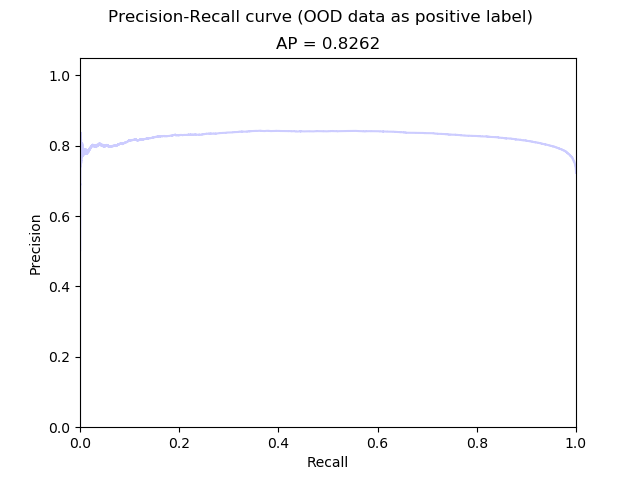 Precision-Recall curve (OOD data as positive label)
AP = 0.8262
1.0
0.8
0.6
0.4
0.2
0.0
Precision
0.0 0.2 0.4 0.6 0.8 1.0
Recall